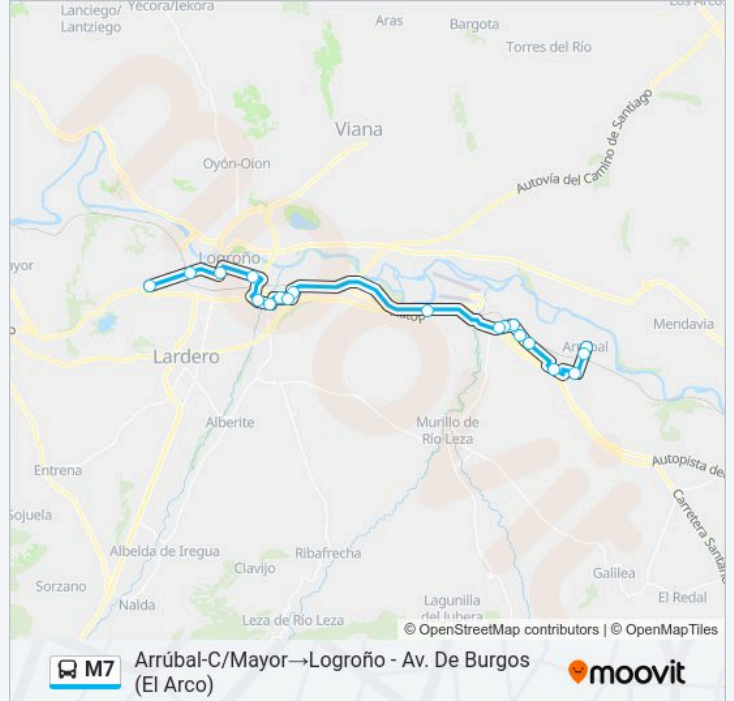 Lanciego/
Lantziego
Yécora/Iekora
Aras
Bargota
Torres del Río
Viana
Oyón-Oion
Autovía del Camino de Santiago
Logroño
Mendavia
Arrúbal
Lardero
Alberite
Murillo de
Río Leza
Entrena
Autopista de
Carretera
Sojuela
Albelda de Iregua
Ribafrecha
Clavijo
Galilea
Sorzano
Nalda
Leza de Río Leza
Lagunilla
del Jubera
El Redal
© OpenStreetMap contributors | © OpenMapTiles
M7
Arrúbal-C/Mayor→Logroño - Av. De Burgos
(El Arco)
moovit